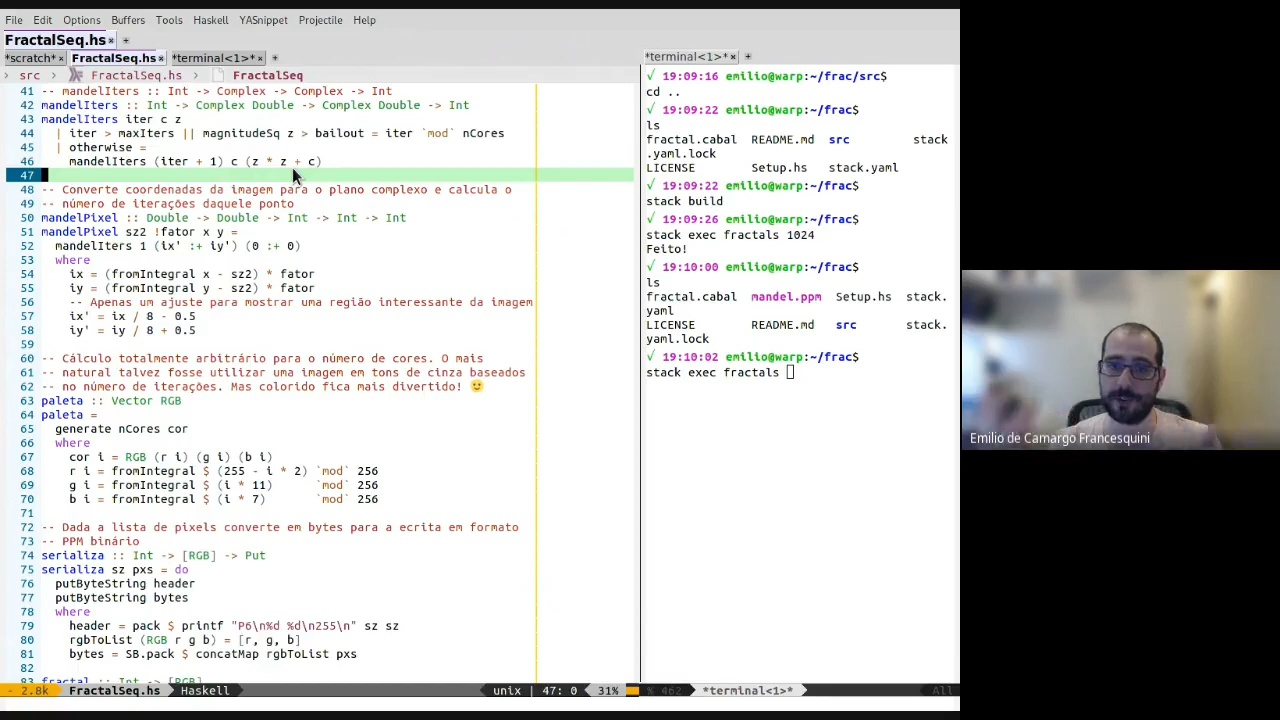 File Edit Options Buffers Tools Haskell YASnippet Projectile Help
FractalSeq.hs
*scratch* FractalSeq.hs *terminal<1>*
src FractalSeq.hs FractalSeq
41 -- mandelIters :: Int -> Complex -> Complex -> Int
42 mandelIters :: Int -> Complex Double -> Complex Double -> Int
43 mandelIters iter c z
44 | iter > maxIters || magnitudeSq z > bailout = iter `mod` nCores
45 | otherwise =
46 mandelIters (iter + 1) c (z * z + c)
47
48 -- Converte coordenadas da imagem para o plano complexo e calcula o
49 -- número de iterações daquele ponto
50 mandelPixel :: Double -> Double -> Int -> Int -> Int
51 mandelPixel sz2 !fator x y =
52 mandelIters 1 (ix' :+ iy') (0 :+ 0)
53 where
54 ix = (fromIntegral x - sz2) * fator
55 iy = (fromIntegral y - sz2) * fator
56 -- Apenas um ajuste para mostrar uma região interessante da imagem
57 ix' = ix / 8 - 0.5
58 iy' = iy / 8 + 0.5
59
60 -- Cálculo totalmente arbitrário para o número de cores. O mais
61 -- natural talvez fosse utilizar uma imagem em tons de cinza baseados
62 -- no número de iterações. Mas colorido fica mais divertido! 🙂
63 paleta :: Vector RGB
64 paleta =
65 generate nCores cor
66 where
67 cor i = RGB (r i) (g i) (b i)
68 r i = fromIntegral $ (255 - i * 2) `mod` 256
69 g i = fromIntegral $ (i * 11) `mod` 256
70 b i = fromIntegral $ (i * 7) `mod` 256
71
72 -- Dada a lista de pixels converte em bytes para a ecrita em formato
73 -- PPM binário
74 serializa :: Int -> [RGB] -> Put
75 serializa sz pxs = do
76 putByteString header
77 putByteString bytes
78 where
79 header = pack $ printf "P6\n%d %d\n255\n" sz sz
80 rgbToList (RGB r g b) = [r, g, b]
81 bytes = SB.pack $ concatMap rgbToList pxs
82
fractal :: Int -> [RGB]
2.8k FractalSeq.hs Haskell unix | 47: 0 31%
*terminal<1>*
√ 19:09:16 emilio@warp:~/frac/src$
cd ..
√ 19:09:22 emilio@warp:~/frac$
ls
fractal.cabal README.md src stack
.yaml.lock
LICENSE Setup.hs stack.yaml
√ 19:09:22 emilio@warp:~/frac$
stack build
√ 19:09:26 emilio@warp:~/frac$
stack exec fractals 1024
Feito!
√ 19:10:00 emilio@warp:~/frac$
ls
fractal.cabal mandel.ppm Setup.hs stack.
yaml
LICENSE README.md src stack.
yaml.lock
√ 19:10:02 emilio@warp:~/frac$
stack exec fractals
% 462 *terminal<1>* All
Emilio de Camargo Francesquini